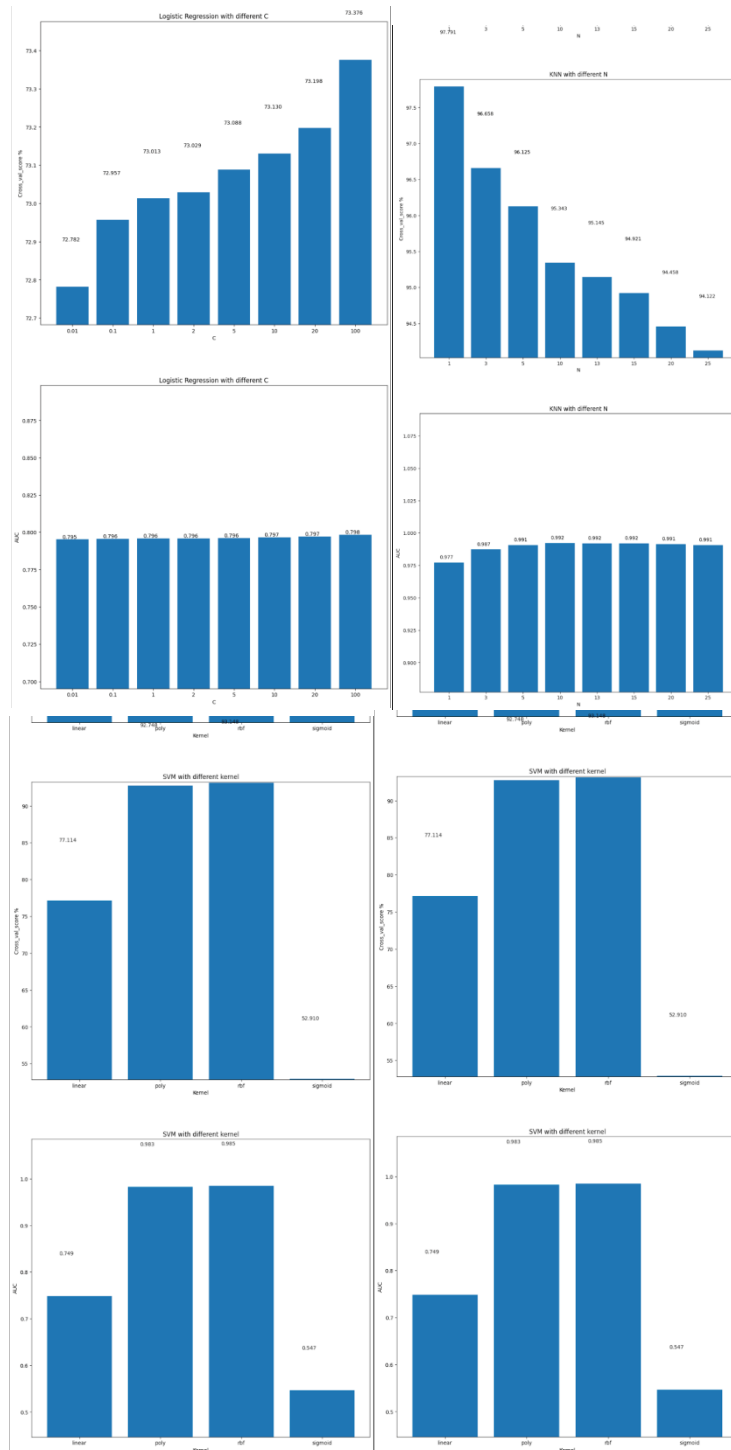 Logistic Regression with different C
73.376
73.198
73.130
73.088
73.029
73.013
72.957
72.782
Cross_val_score %
73.4
73.3
73.2
73.1
73.0
72.9
72.8
72.7
0.01 0.1 1 2 5 10 20 100
C
1 3 5 10 13 15 20 25
N
97.791
KNN with different N
96.658
96.125
95.343
95.145
94.921
94.458
94.122
Cross_val_score %
97.5
97.0
96.5
96.0
95.5
95.0
94.5
1 3 5 10 13 15 20 25
N
Logistic Regression with different C
AUC
0.875
0.850
0.825
0.800
0.775
0.750
0.725
0.700
0.795 0.796 0.796 0.796 0.796 0.797 0.797 0.798
0.01 0.1 1 2 5 10 20 100
C
KNN with different N
AUC
1.075
1.050
1.025
1.000
0.975
0.950
0.925
0.900
0.977 0.987 0.991 0.992 0.992 0.992 0.991 0.991
1 3 5 10 13 15 20 25
N
linear poly rbf sigmoid
Kernel
92.748
SVM with different kernel
77.114
52.910
Cross_val_score %
90
85
80
75
70
65
60
55
linear poly rbf sigmoid
Kernel
linear poly rbf sigmoid
Kernel
92.748
SVM with different kernel
77.114
52.910
Cross_val_score %
90
85
80
75
70
65
60
55
linear poly rbf sigmoid
Kernel
SVM with different kernel
0.983 0.985
0.749
0.547
AUC
1.0
0.9
0.8
0.7
0.6
0.5
linear poly rbf sigmoid
Kernel
SVM with different kernel
0.983 0.985
0.749
0.547
AUC
1.0
0.9
0.8
0.7
0.6
0.5
linear poly rbf sigmoid
Kernel